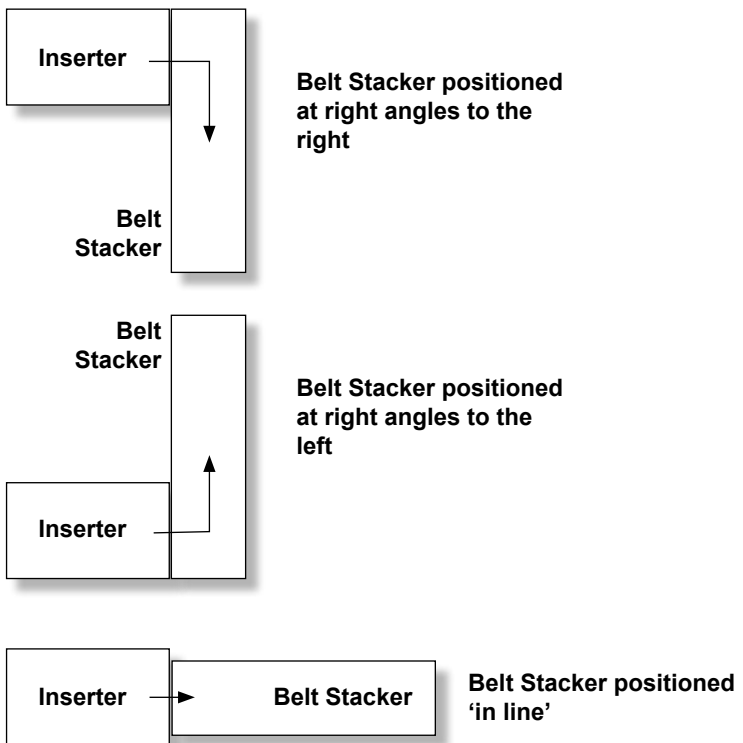 Inserter
Belt Stacker positioned
at right angles to the
right
Belt
Stacker
Belt
Stacker
Belt Stacker positioned
at right angles to the
left
Inserter
Inserter
Belt Stacker
Belt Stacker positioned
‘in line’